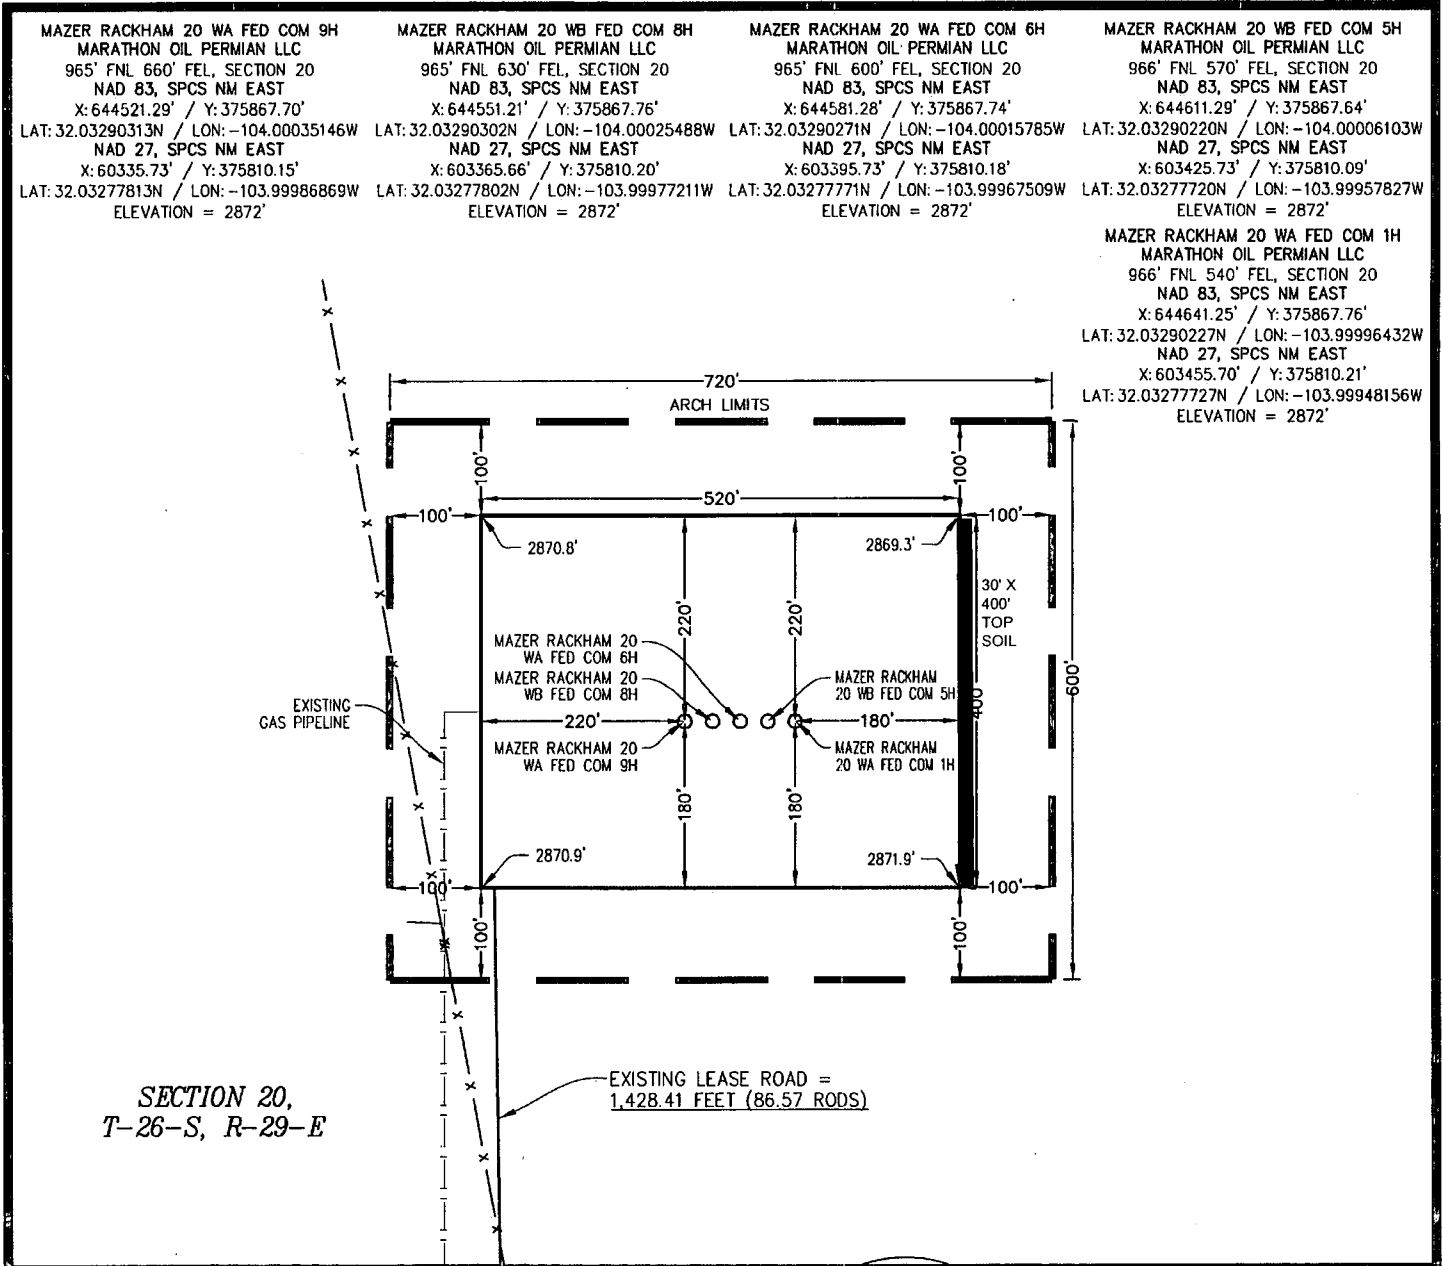 MAZER RACKHAM 20 WA FED COM 9H
MARATHON OIL PERMIAN LLC
965' FNL 660' FEL, SECTION 20
NAD 83, SPCS NM EAST
X:644521.29' / Y:375867.70'
LAT:32.03290313N / LON:-104.00035146W
NAD 27, SPCS NM EAST
X:60335.73' / Y:375810.15'
LAT:32.03277813N / LON:-103.99986869W
ELEVATION = 2872'
MAZER RACKHAM 20 WB FED COM 8H
MARATHON OIL PERMIAN LLC
965' FNL 630' FEL, SECTION 20
NAD 83, SPCS NM EAST
X:644551.21' / Y:375867.76'
LAT:32.03290302N / LON:-104.00025488W
NAD 27, SPCS NM EAST
X:603365.66' / Y:375810.20'
LAT:32.03277802N / LON:-103.99977211W
ELEVATION = 2872'
MAZER RACKHAM 20 WA FED COM 6H
MARATHON OIL PERMIAN LLC
965' FNL 600' FEL, SECTION 20
NAD 83, SPCS NM EAST
X:644581.28' / Y:375867.74'
LAT:32.03290271N / LON:-104.00015785W
NAD 27, SPCS NM EAST
X:603395.73' / Y:375810.18'
LAT:32.03277771N / LON:-103.99967509W
ELEVATION = 2872'
MAZER RACKHAM 20 WB FED COM 5H
MARATHON OIL PERMIAN LLC
966' FNL 570' FEL, SECTION 20
NAD 83, SPCS NM EAST
X:644611.29' / Y:375867.64'
LAT:32.03290220N / LON:-104.00006103W
NAD 27, SPCS NM EAST
X:603425.73' / Y:375810.09'
LAT:32.03277720N / LON:-103.99957827W
ELEVATION = 2872'
MAZER RACKHAM 20 WA FED COM 1H
MARATHON OIL PERMIAN LLC
966' FNL 540' FEL, SECTION 20
NAD 83, SPCS NM EAST
X:644641.25' / Y:375867.76'
LAT:32.03290227N / LON:-103.99996432W
NAD 27, SPCS NM EAST
X:603455.70' / Y:375810.21'
LAT:32.03277727N / LON:-103.99948156W
ELEVATION = 2872'
720'
ARCH LIMITS
100'
100'
520'
100'
100'
2870.8'
2869.3'
30' X
400'
TOP
SOIL
220'
220'
MAZER RACKHAM 20
WA FED COM 6H
MAZER RACKHAM 20
WB FED COM 8H
MAZER RACKHAM
20 WB FED COM 5H
400'
600'
EXISTING
GAS PIPELINE
220'
180'
MAZER RACKHAM 20
WA FED COM 9H
MAZER RACKHAM
20 WA FED COM 1H
180'
180'
2870.9'
2871.9'
100'
100'
100'
100'
EXISTING LEASE ROAD =
1,428.41 FEET (86.57 RODS)
SECTION 20,
T-26-S, R-29-E